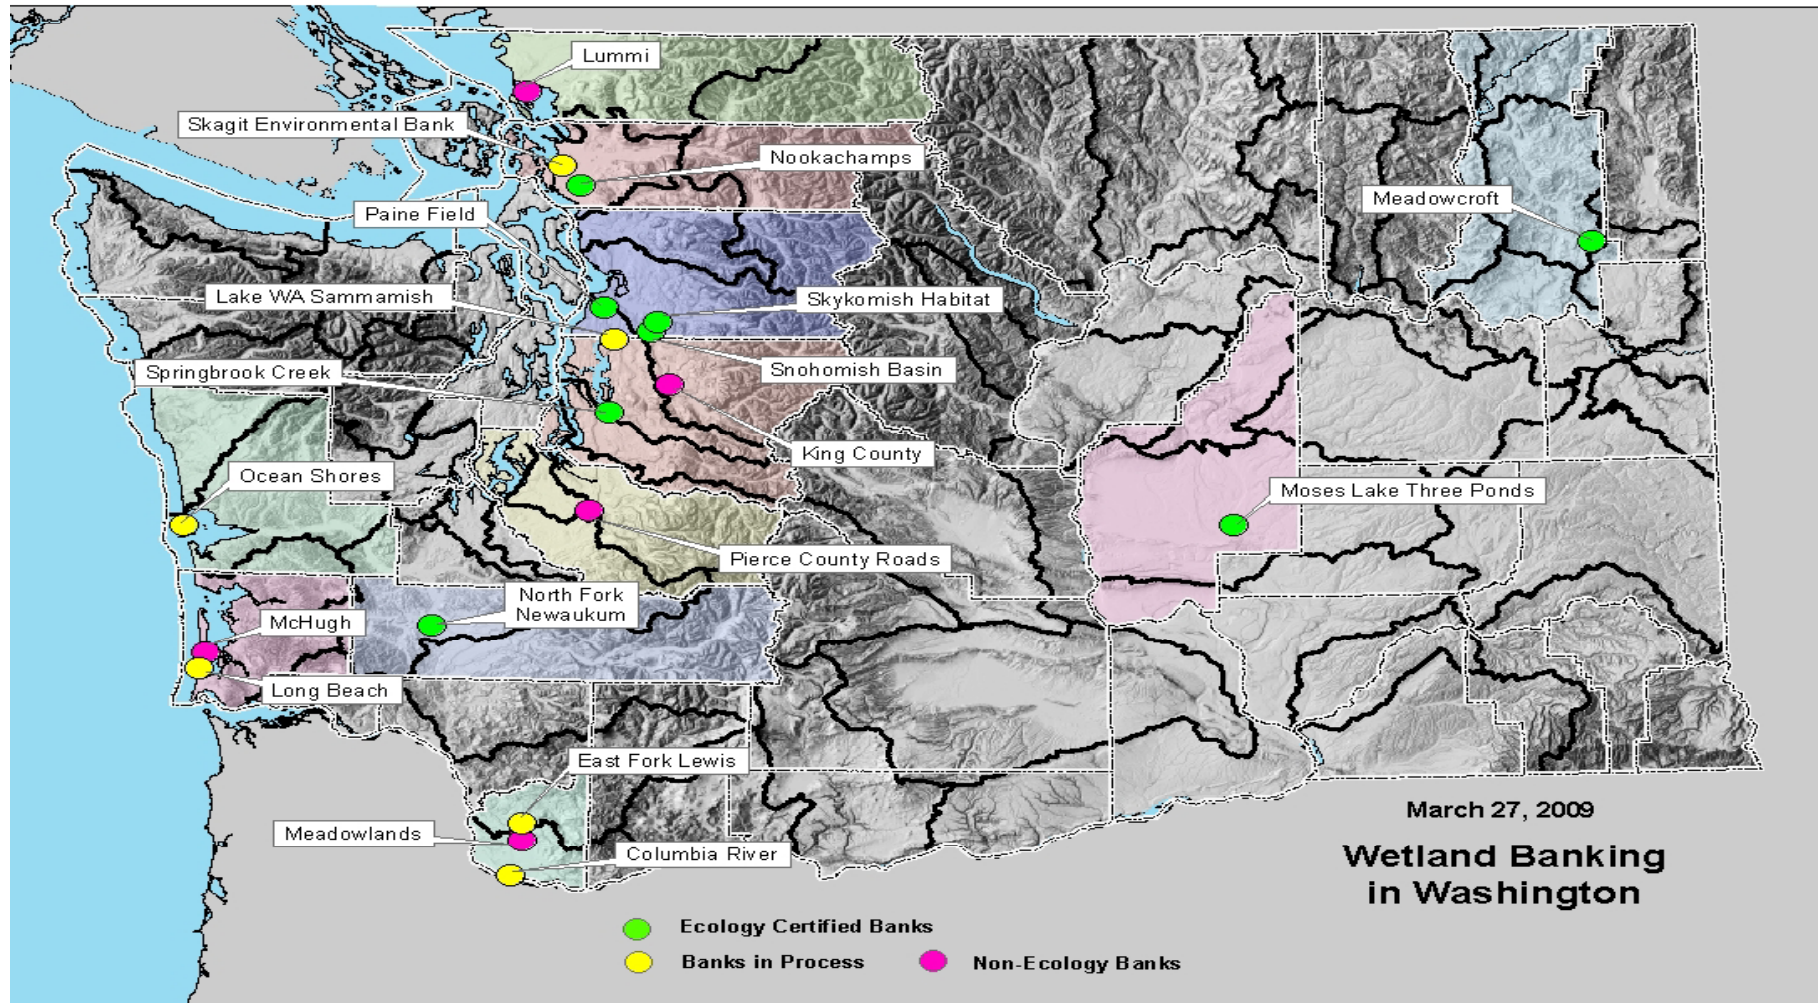 Lummi
Skagit Environmental Bank
Nookachamps
Meadowcroft
Paine Field
Lake WA Sammamish
Skykomish Habitat
Springbrook Creek
Snohomish Basin
King County
Ocean Shores
Moses Lake Three Ponds
Pierce County Roads
North Fork
Newaukum
McHugh
Long Beach
East Fork Lewis
Meadowlands
Columbia River
March 27, 2009
Wetland Banking
in Washington
Ecology Certified Banks
Banks in Process
Non-Ecology Banks